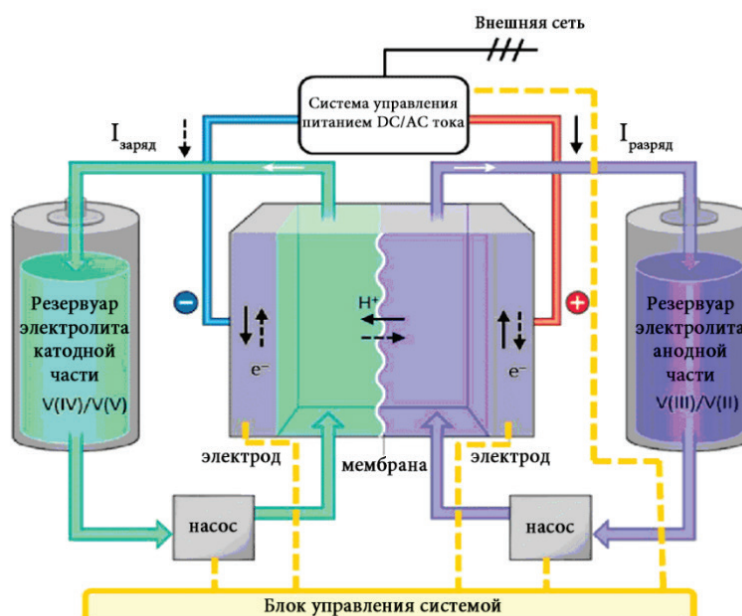 Внешняя сеть
Система управления
питанием DC/AC тока
Iзаряд
Iразряд
−
+
H+
e−
e−
Резервуар
электролита
катодной
части
V(IV)/V(V)
Резервуар
электролита
анодной
части
V(III)/V(II)
электрод
мембрана
электрод
насос
насос
Блок управления системой